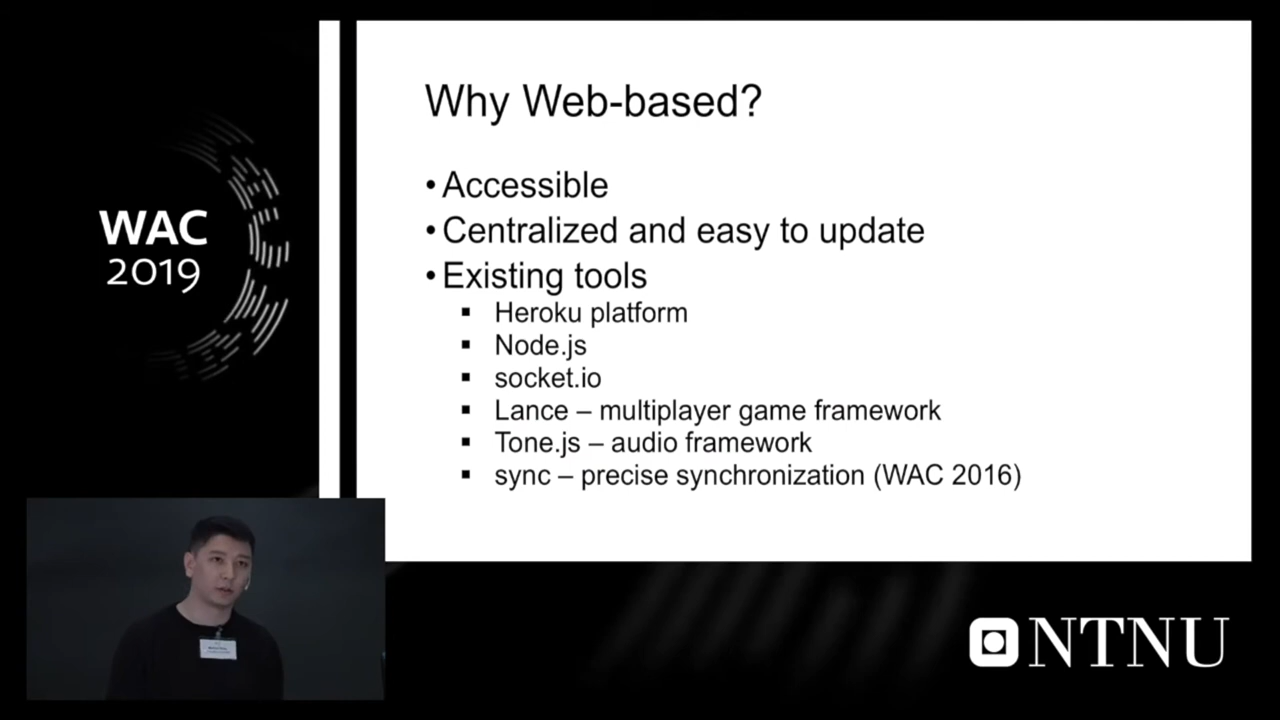 Why Web-based?
• Accessible
• Centralized and easy to update
• Existing tools
▪ Heroku platform
▪ Node.js
▪ socket.io
▪ Lance – multiplayer game framework
▪ Tone.js – audio framework
▪ sync – precise synchronization (WAC 2016)
WAC
2019
NTNU